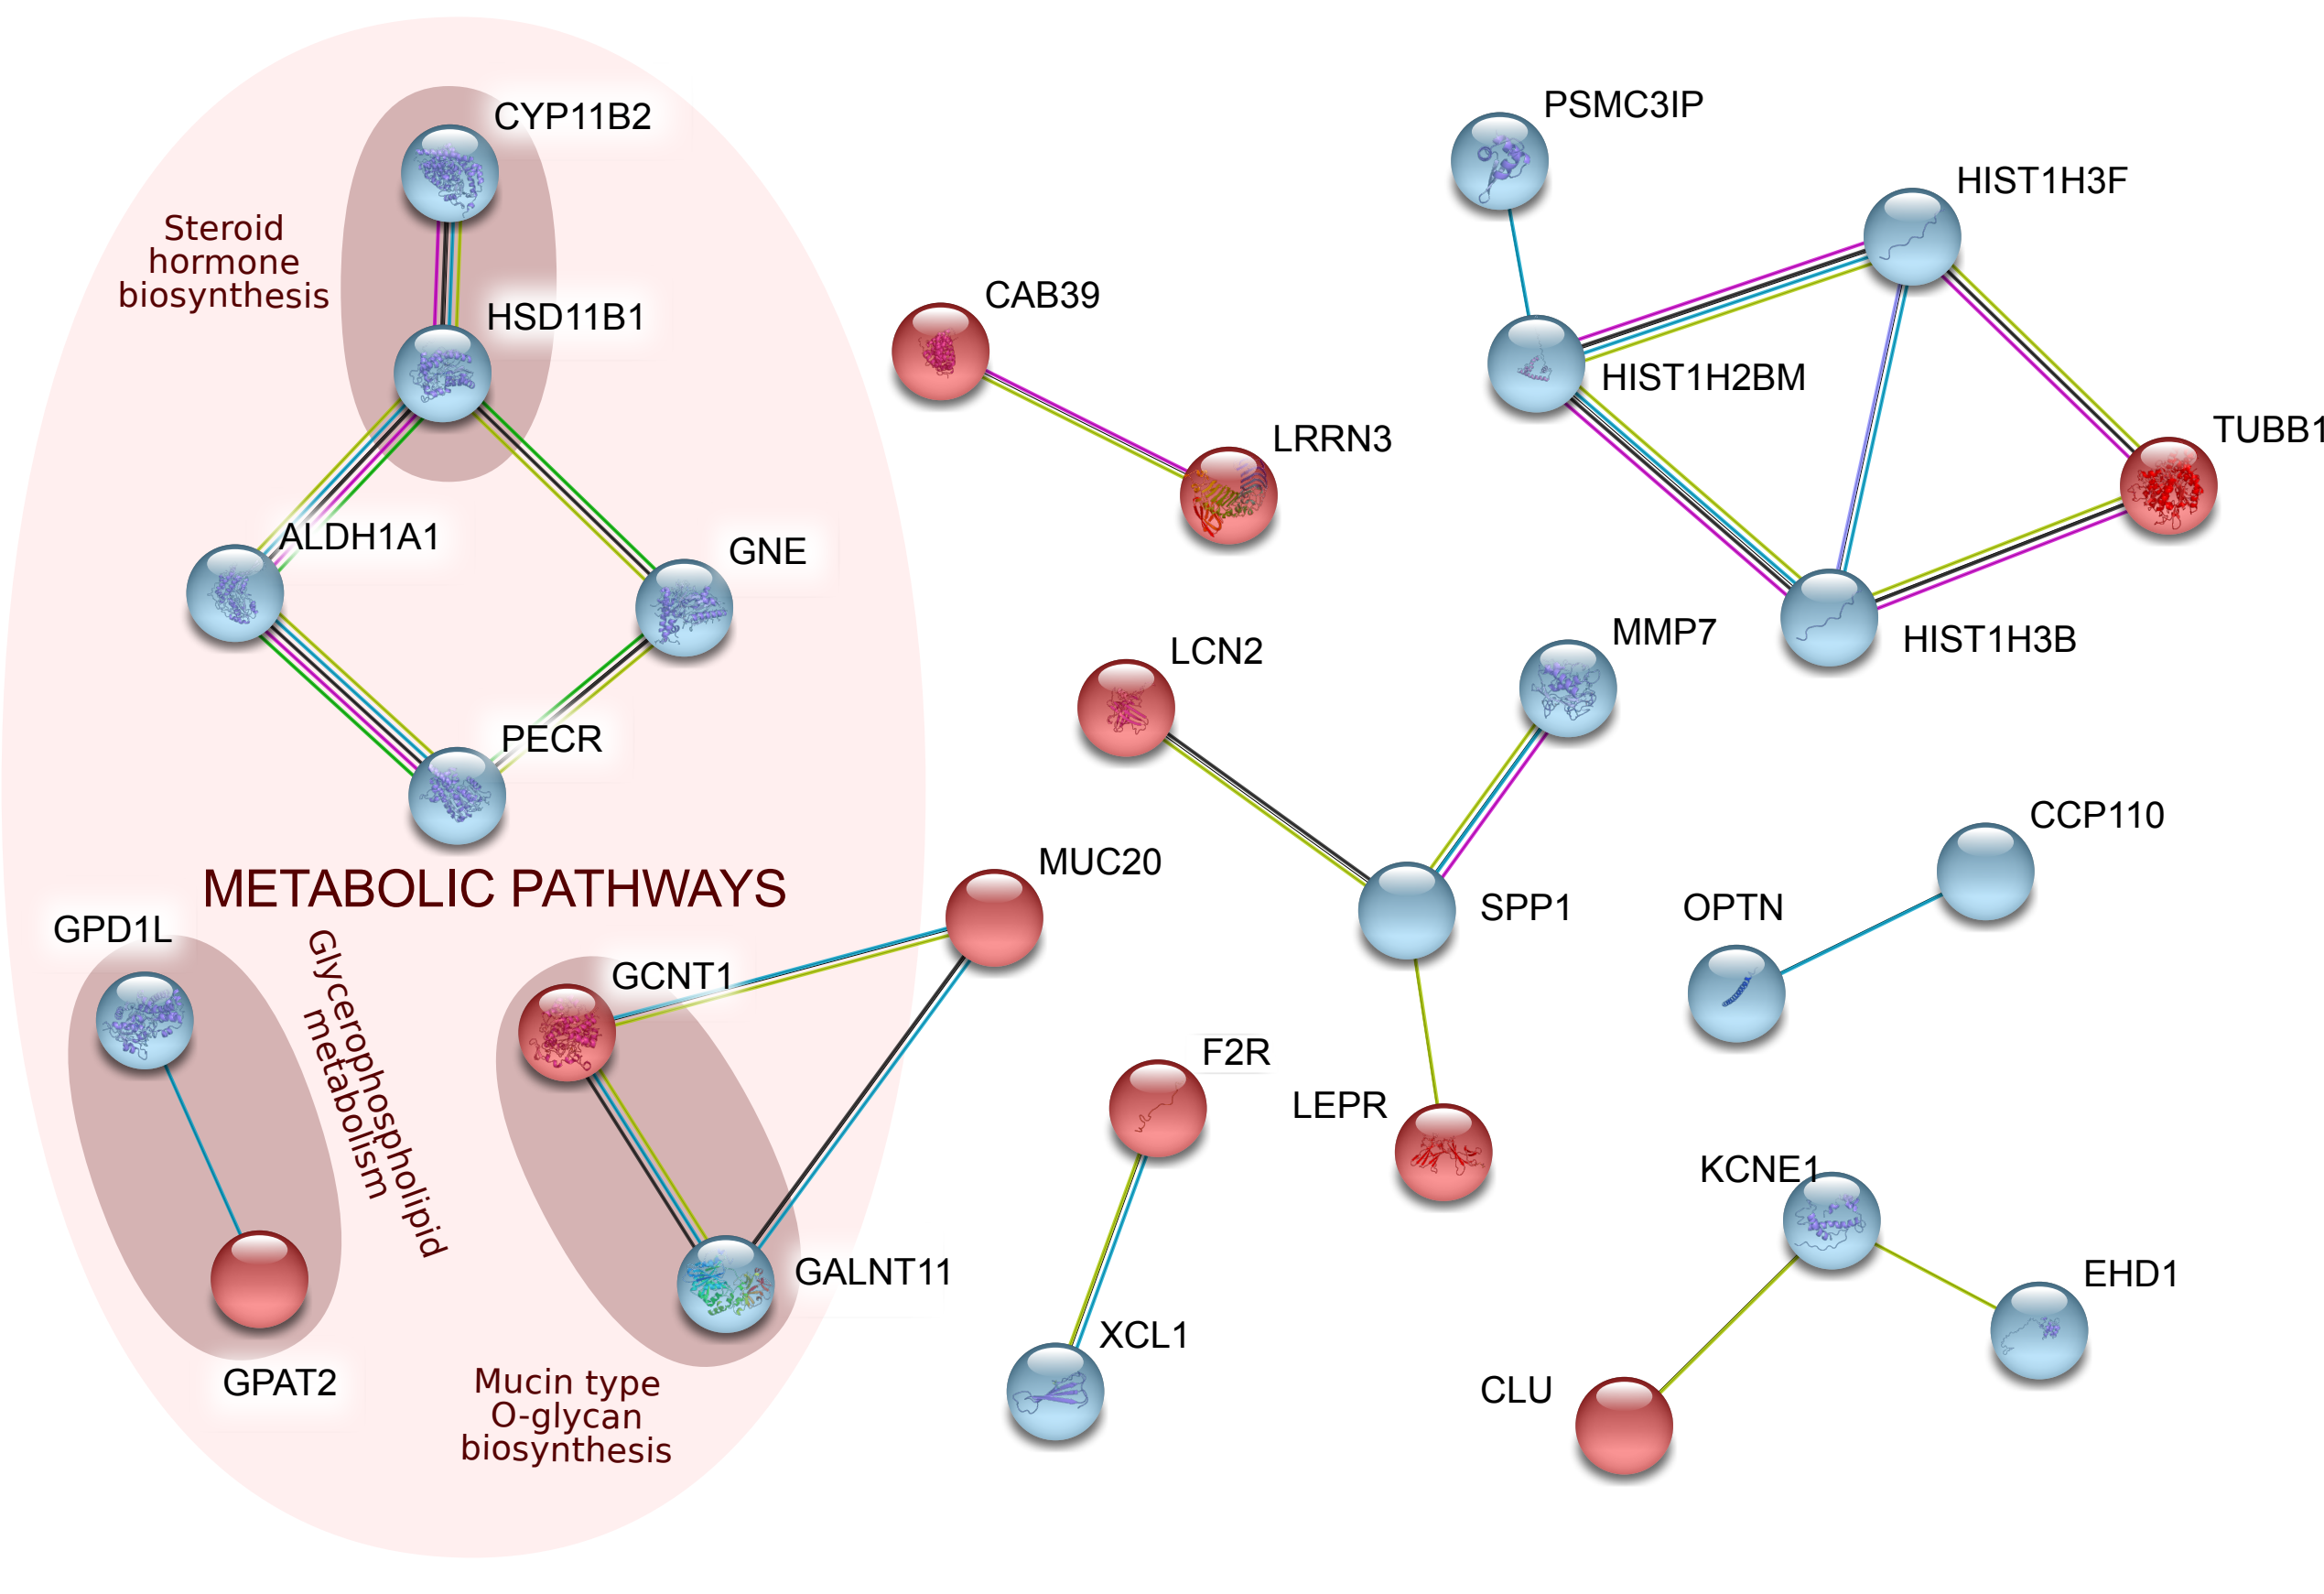 CYP11B2
Steroid
hormone
biosynthesis
HSD11B1
ALDH1A1
GNE
PECR
METABOLIC PATHWAYS
GPD1L
Glycerophospholipid
metabolism
GPAT2
GCNT1
MUC20
GALNT11
Mucin type
O-glycan
biosynthesis
CAB39
LRRN3
PSMC3IP
HIST1H3F
HIST1H2BM
TUBB1
HIST1H3B
LCN2
MMP7
SPP1
LEPR
CCP110
OPTN
F2R
XCL1
KCNE1
EHD1
CLU